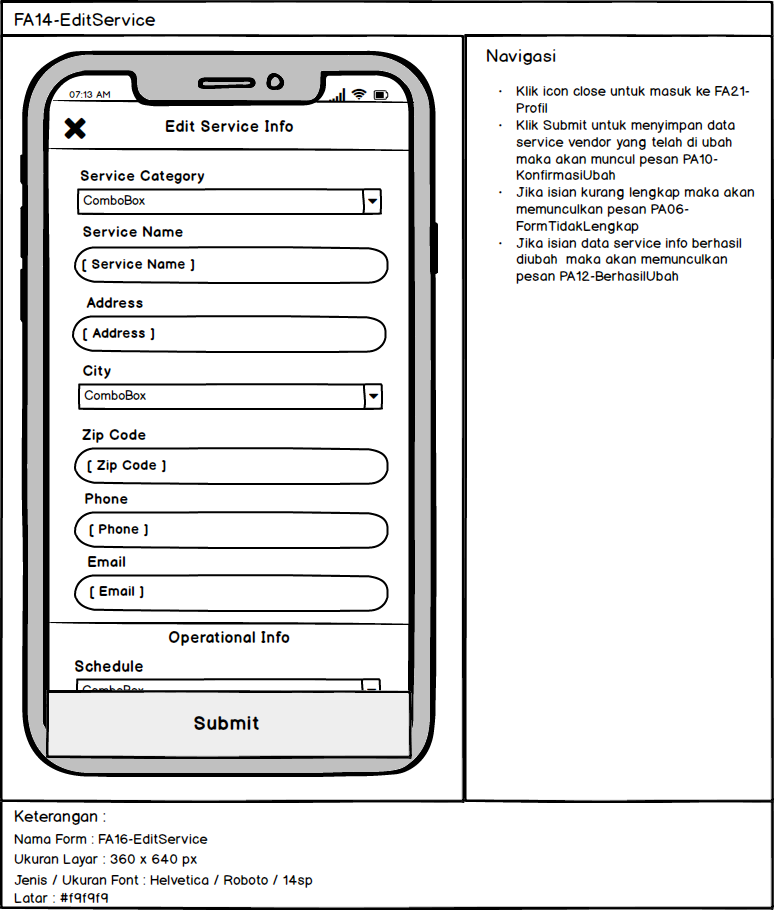 FA14-EditService
07:13 AM
Edit Service Info
Service Category
ComboBox
Service Name
[ Service Name ]
Address
[ Address ]
City
ComboBox
Zip Code
[ Zip Code ]
Phone
[ Phone ]
Email
[ Email ]
Operational Info
Schedule
ComboBox
Submit
Navigasi
· Klik icon close untuk masuk ke FA21-
Profil
· Klik Submit untuk menyimpan data
service vendor yang telah di ubah
maka akan muncul pesan PA10-
KonfirmasiUbah
· Jika isian kurang lengkap maka akan
memunculkan pesan PA06-
FormTidakLengkap
· Jika isian data service info berhasil
diubah maka akan memunculkan
pesan PA12-BerhasilUbah
Keterangan :
Nama Form : FA16-EditService
Ukuran Layar : 360 x 640 px
Jenis / Ukuran Font : Helvetica / Roboto / 14sp
Latar : #f9f9f9